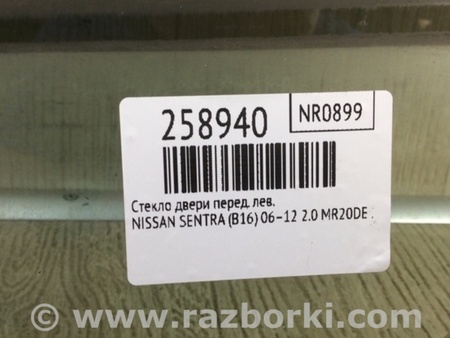 258940
NR0899
Стекло двери перед. лев.
NISSAN SENTRA (B16) 06-12 2.0 MR20DE
© www.razborki.com